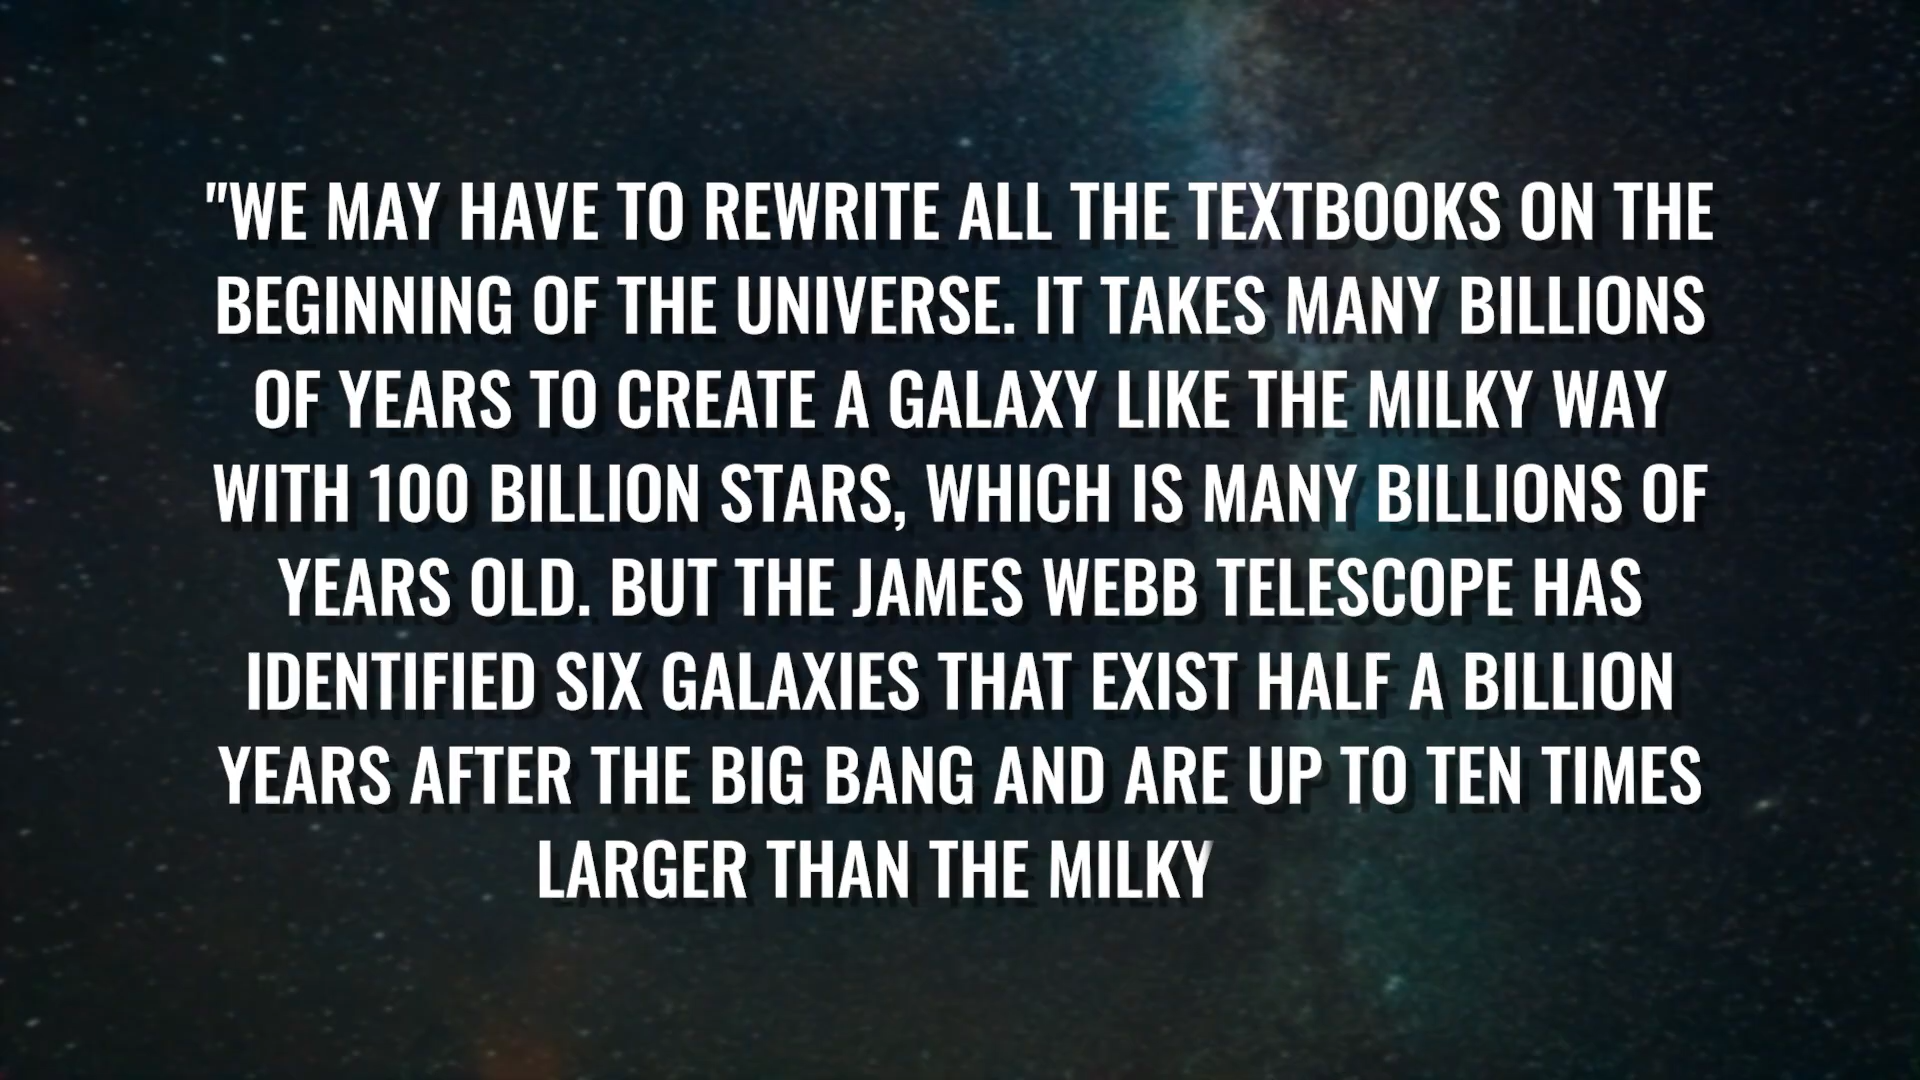 "WE MAY HAVE TO REWRITE ALL THE TEXTBOOKS ON THE
BEGINNING OF THE UNIVERSE. IT TAKES MANY BILLIONS
OF YEARS TO CREATE A GALAXY LIKE THE MILKY WAY
WITH 100 BILLION STARS, WHICH IS MANY BILLIONS OF
YEARS OLD. BUT THE JAMES WEBB TELESCOPE HAS
IDENTIFIED SIX GALAXIES THAT EXIST HALF A BILLION
YEARS AFTER THE BIG BANG AND ARE UP TO TEN TIMES
LARGER THAN THE MILKY